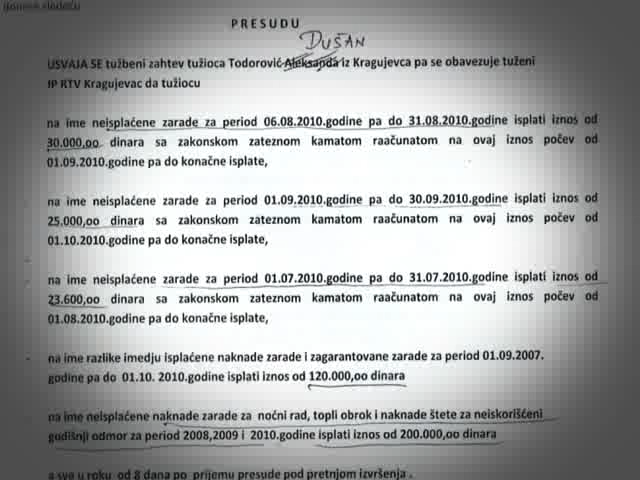 donese sledeću
PRESUDU
DUŠAN
USVAJA SE tužbeni zahtev tužioca Todorović Aleksanda iz Kragujevca pa se obavezuje tuženi
IP RTV Kragujevac da tužiocu
na ime neisplaćene zarade za period 06.08.2010.godine pa do 31.08.2010.godine isplati iznos od
30.000,oo dinara sa zakonskom zateznom kamatom raačunatom na ovaj iznos počev od
01.09.2010.godine pa do konačne isplate,
na ime neisplaćene zarade za period 01.09.2010.godine pa do 30.09.2010.godine isplati iznos od
25.000,oo dinara sa zakonskom zateznom kamatom raačunatom na ovaj iznos počev od
01.10.2010.godine pa do konačne isplate,
- na ime neisplaćene zarade za period 01.07.2010.godine pa do 31.07.2010.godine isplati iznos od
23.600,oo dinara sa zakonskom zateznom kamatom raačunatom na ovaj iznos počev od
01.08.2010.godine pa do konačne isplate,
- na ime razlike imedju isplaćene naknade zarade i zagarantovane zarade za period 01.09.2007.
godine pa do 01.10. 2010.godine isplati iznos od 120.000,oo dinara
na ime neisplaćene naknade zarade za noćni rad, topli obrok i naknade štete za neiskorišćeni
godišnji odmor za period 2008,2009 i 2010.godine isplati iznos od 200.000,oo dinara
a sve u roku od 8 dana po prijemu presude pod pretnjom izvršenja .